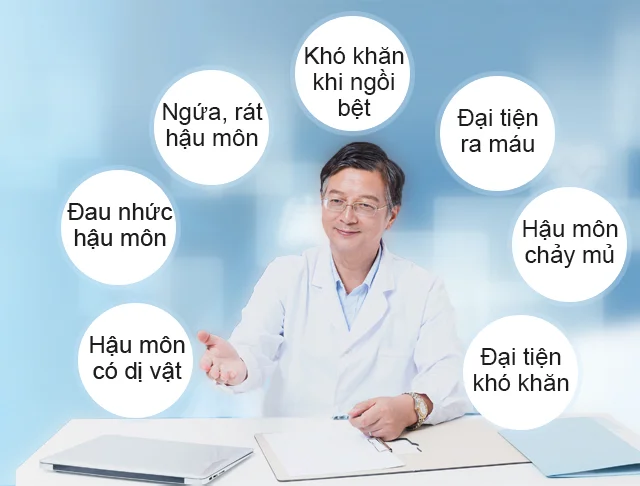 Khó khăn
khi ngồi
bệt
Ngứa, rát
hậu môn
Đại tiện
ra máu
Đau nhức
hậu môn
Hậu môn
chảy mủ
Hậu môn
có dị vật
Đại tiện
khó khăn